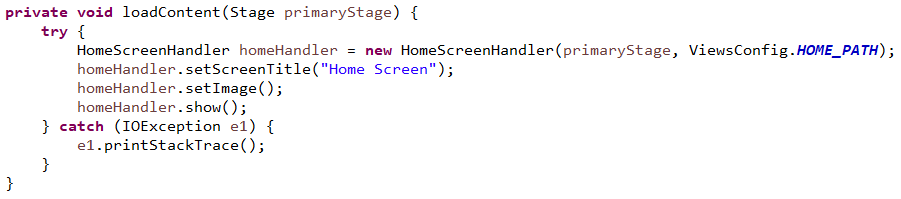 private void loadContent(Stage primaryStage) {
    try {
        HomeScreenHandler homeHandler = new HomeScreenHandler(primaryStage, ViewsConfig.HOME_PATH);
        homeHandler.setScreenTitle("Home Screen");
        homeHandler.setImage();
        homeHandler.show();
    } catch (IOException e1) {
        e1.printStackTrace();
    }
}